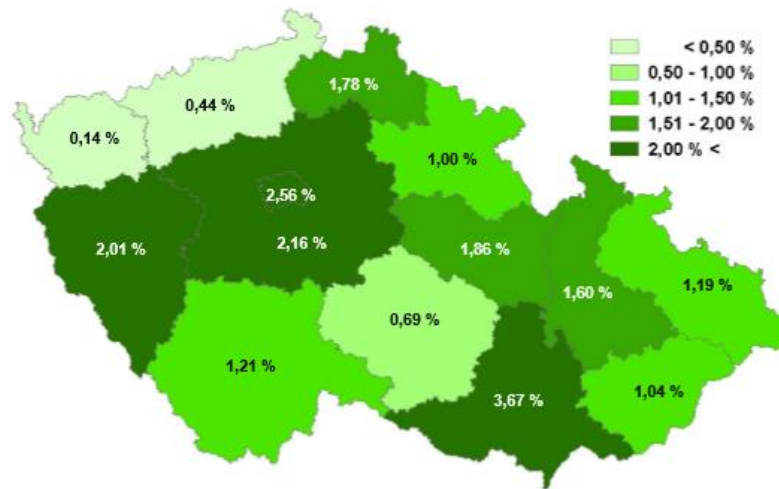 < 0,50 %
0,50 - 1,00 %
1,01 - 1,50 %
1,51 - 2,00 %
2,00 % <
1,78 %
0,44 %
0,14 %
1,00 %
2,56 %
2,01 %
2,16 %
1,86 %
1,60 %
1,19 %
0,69 %
1,21 %
1,04 %
3,67 %